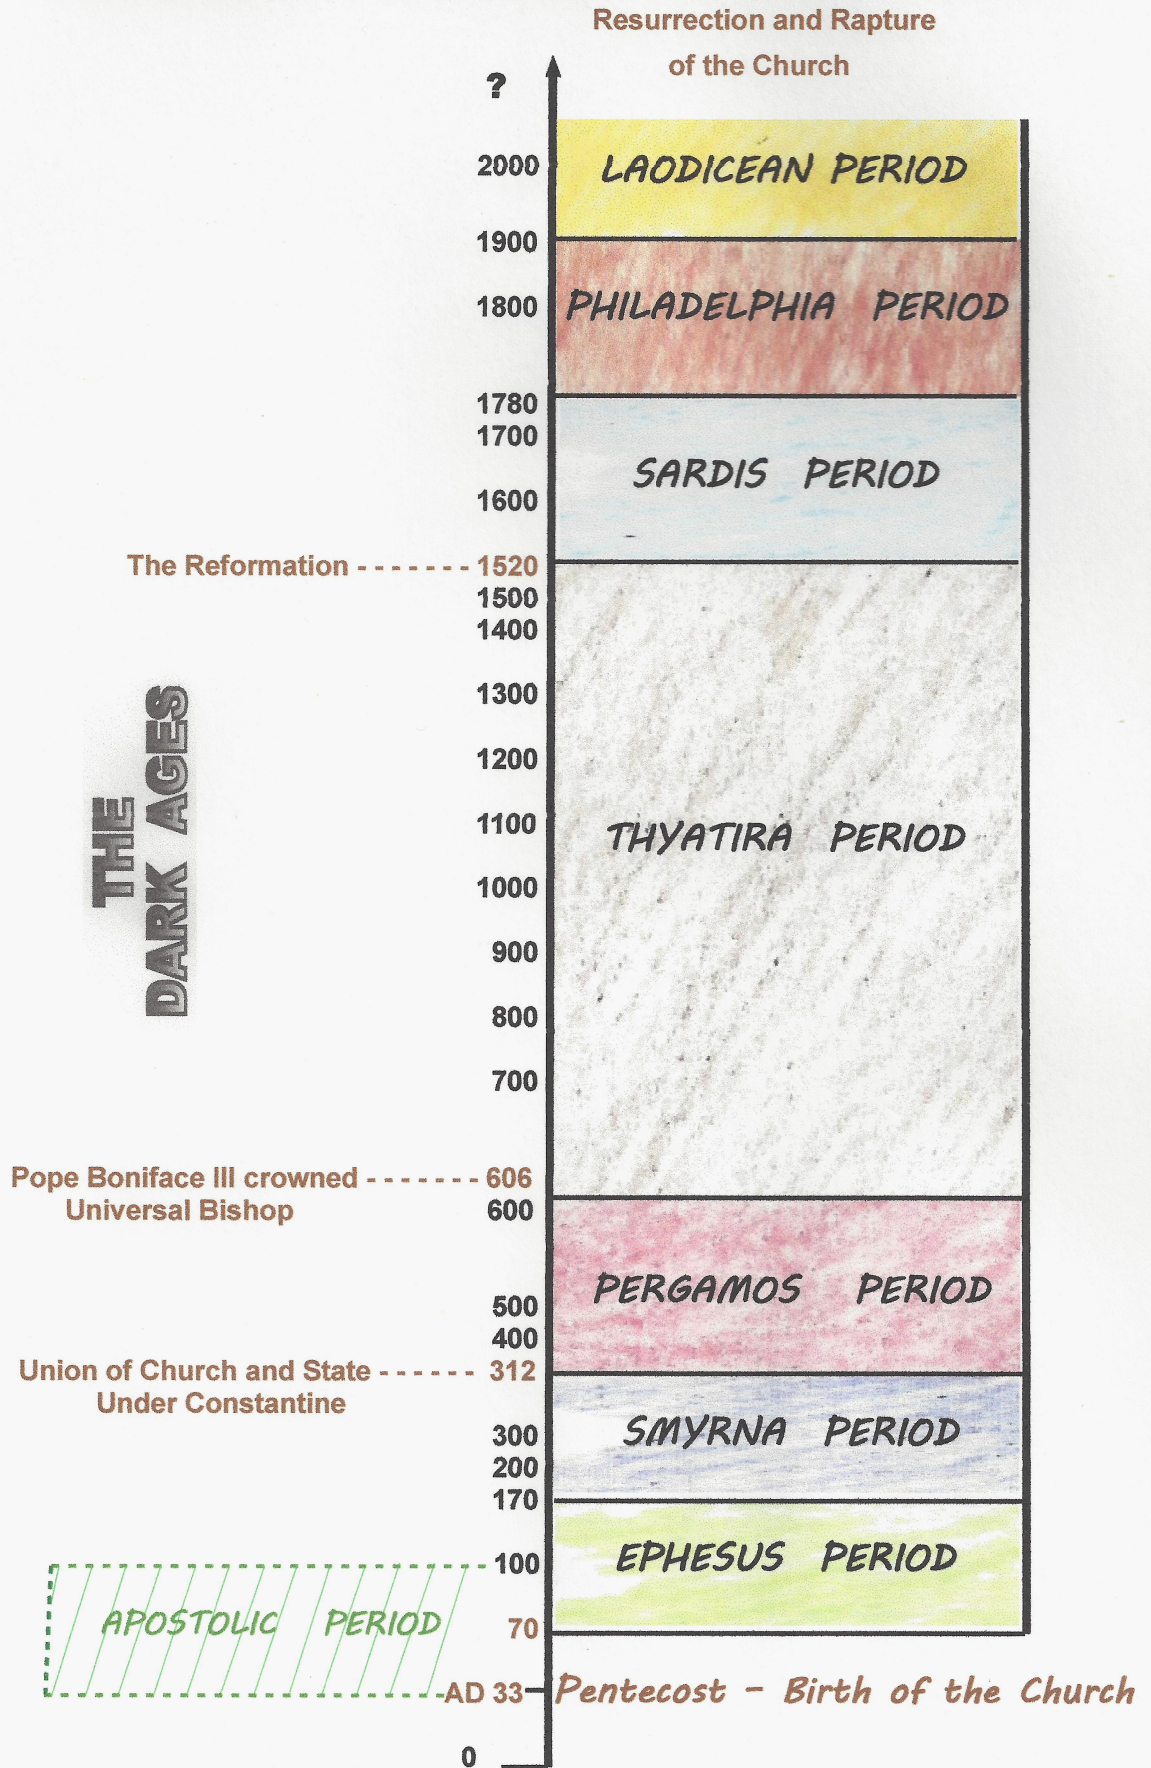 Resurrection and Rapture
of the Church
?
2000
LAODICEAN PERIOD
1900
1800
PHILADELPHIA PERIOD
1780
1700
SARDIS PERIOD
1600
The Reformation - - - - - - - 1520
1500
1400
1300
1200
1100
THYATIRA PERIOD
1000
900
800
700
THE
DARK AGES
Pope Boniface III crowned - - - - - - - 606
Universal Bishop
600
PERGAMOS PERIOD
500
400
Union of Church and State - - - - - - 312
Under Constantine
SMYRNA PERIOD
300
200
170
EPHESUS PERIOD
100
APOSTOLIC PERIOD
70
AD 33 Pentecost - Birth of the Church
0